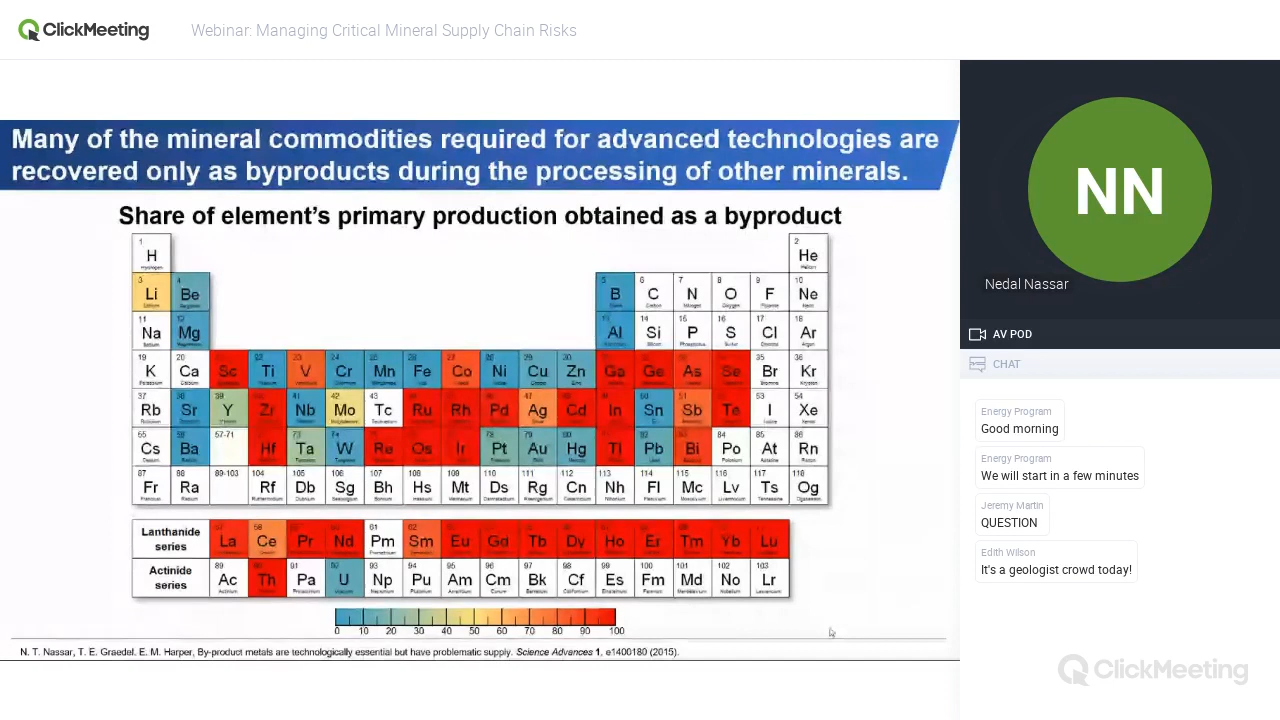 ClickMeeting
Webinar: Managing Critical Mineral Supply Chain Risks
Many of the mineral commodities required for advanced technologies are
recovered only as byproducts during the processing of other minerals.
Share of element's primary production obtained as a byproduct
1 2
H He
3 4 5 6 7 8 9 10
Li Be B C N O F Ne
11 12 13 14 15 16 17 18
Na Mg Al Si P S Cl Ar
19 20 35 36
K Ca Sc Ti V Cr Mn Fe Co Ni Cu Zn Ga Ge As Se Br Kr
37 38 39 41 42 43 47 50 51 53 54
Rb Sr Y Zr Nb Mo Tc Ru Rh Pd Ag Cd In Sn Sb Te I Xe
55 56 57-71 73 74 78 79 80 82 84 85 86
Cs Ba Hf Ta W Re Os Ir Pt Au Hg Tl Pb Bi Po At Rn
87 88 89-103 104 105 106 107 108 109 110 111 112 113 114 115 116 117 118
Fr Ra Rf Db Sg Bh Hs Mt Ds Rg Cn Nh Fl Mc Lv Ts Og
Lanthanide
series
58 61 62
La Ce Pr Nd Pm Sm Eu Gd Tb Dy Ho Er Tm Yb Lu
Actinide
series
89 91 93 94 95 96 97 98 99 100 101 102 103
Ac Th Pa U Np Pu Am Cm Bk Cf Es Fm Md No Lr
0 10 20 30 40 50 60 70 80 90 100
N. T. Nassar, T. E. Graedel. E. M. Harper, By-product metals are technologically essential but have problematic supply. Science Advances 1, e1400180 (2015).
NN
Nedal Nassar
AV POD
CHAT
Energy Program
Good morning
Energy Program
We will start in a few minutes
Jeremy Martin
QUESTION
Edith Wilson
It's a geologist crowd today!
ClickMeeting